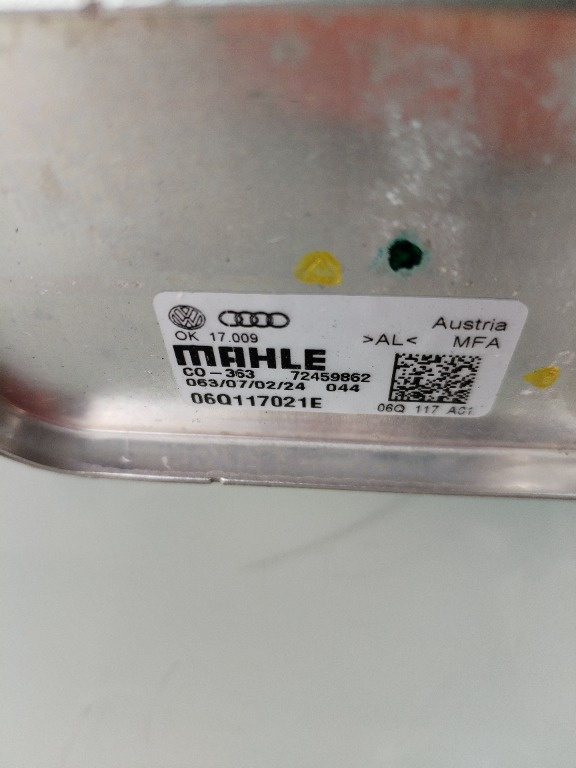 OK 17.009
Austria
>AL< MFA
MAHLE
CO-363 72459862
063/07/02/24 044
06Q117021E
06Q 117 A01